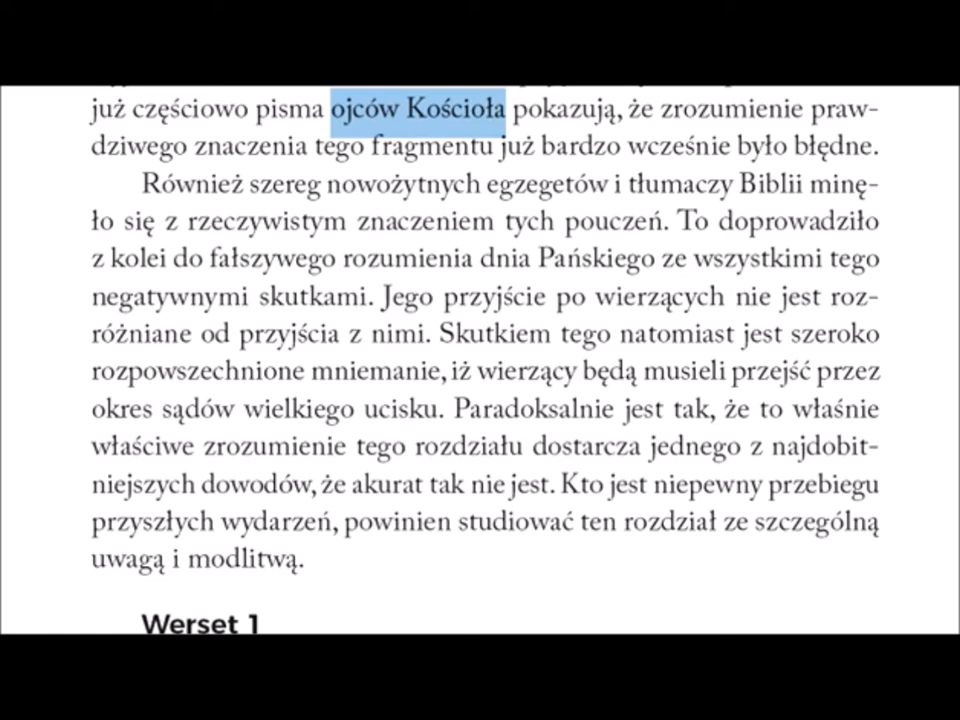 już częściowo pisma ojców Kościoła pokazują, że zrozumienie praw-
dziwego znaczenia tego fragmentu już bardzo wcześnie było błędne.
Również szereg nowożytnych egzegetów i tłumaczy Biblii minę-
ło się z rzeczywistym znaczeniem tych pouczeń. To doprowadziło
z kolei do fałszywego rozumienia dnia Pańskiego ze wszystkimi tego
negatywnymi skutkami. Jego przyjście po wierzących nie jest roz-
różniane od przyjścia z nimi. Skutkiem tego natomiast jest szeroko
rozpowszechnione mniemanie, iż wierzący będą musieli przejść przez
okres sądów wielkiego ucisku. Paradoksalnie jest tak, że to właśnie
właściwe zrozumienie tego rozdziału dostarcza jednego z najdobit-
niejszych dowodów, że akurat tak nie jest. Kto jest niepewny przebiegu
przyszłych wydarzeń, powinien studiować ten rozdział ze szczególną
uwagą i modlitwą.
Werset 1